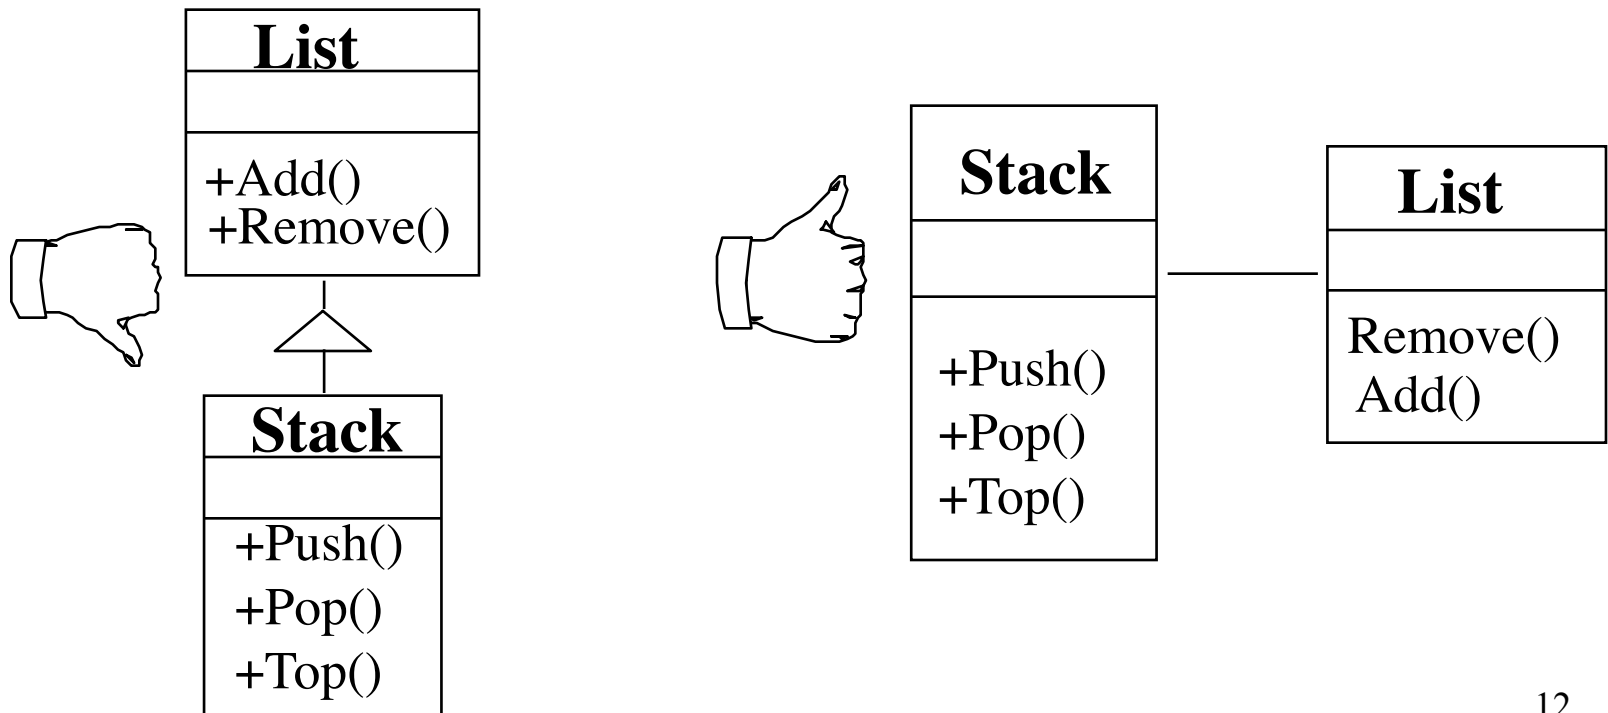 List
+Add()
+Remove()
Stack
+Push()
+Pop()
+Top()
Stack
+Push()
+Pop()
+Top()
List
Remove()
Add()
12